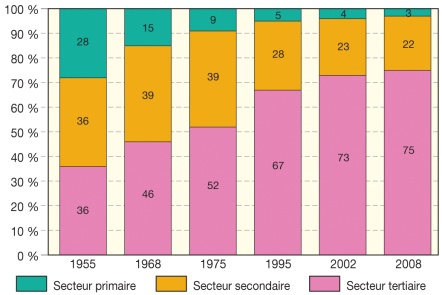 100 %
90 %
80 %
70 %
60 %
50 %
40 %
30 %
20 %
10 %
0 %
28 15 9 5 4 3
36 39 39 28 23 22
36 46 52 67 73 75
1955 1968 1975 1995 2002 2008
Secteur primaire Secteur secondaire Secteur tertiaire